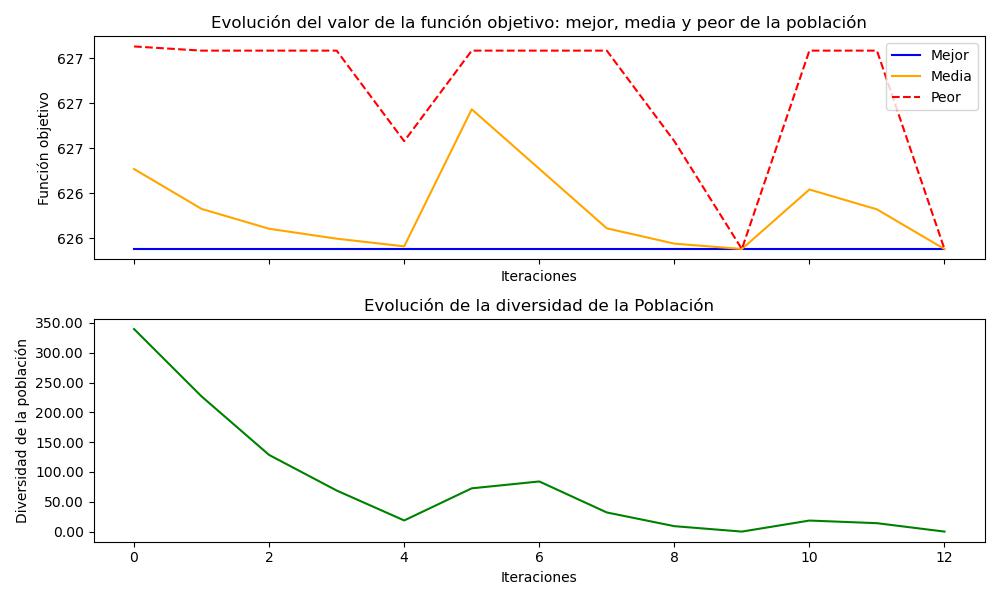 Evolución del valor de la función objetivo: mejor, media y peor de la población
Función objetivo
627
627
627
626
626
Mejor
Media
Peor
Iteraciones
Evolución de la diversidad de la Población
Diversidad de la población
350.00
300.00
250.00
200.00
150.00
100.00
50.00
0.00
0 2 4 6 8 10 12
Iteraciones